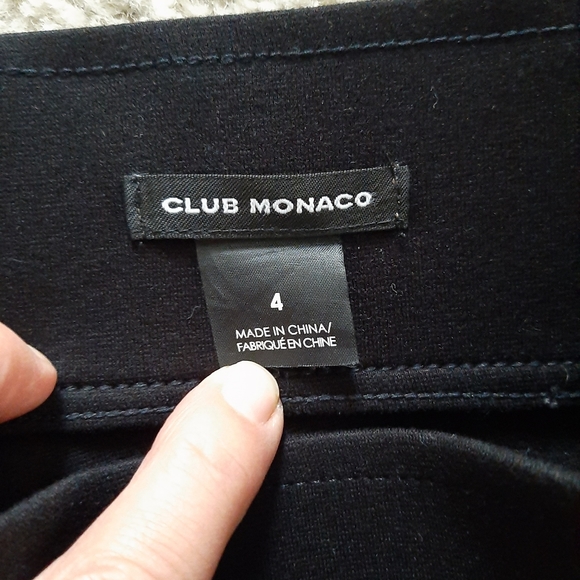 CLUB MONACO
4
MADE IN CHINA/
FABRIQUÉ EN CHINE